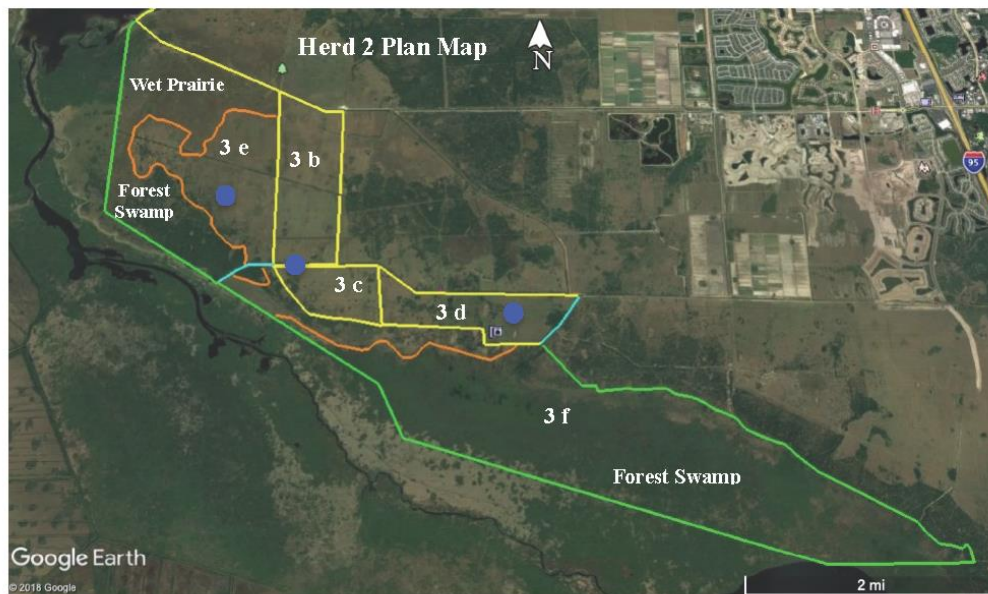 Herd 2 Plan Map
N
Wet Prairie
3 e
3 b
95
Forest
Swamp
3 c
3 d
3 f
Forest Swamp
Google Earth
© 2018 Google
2 mi